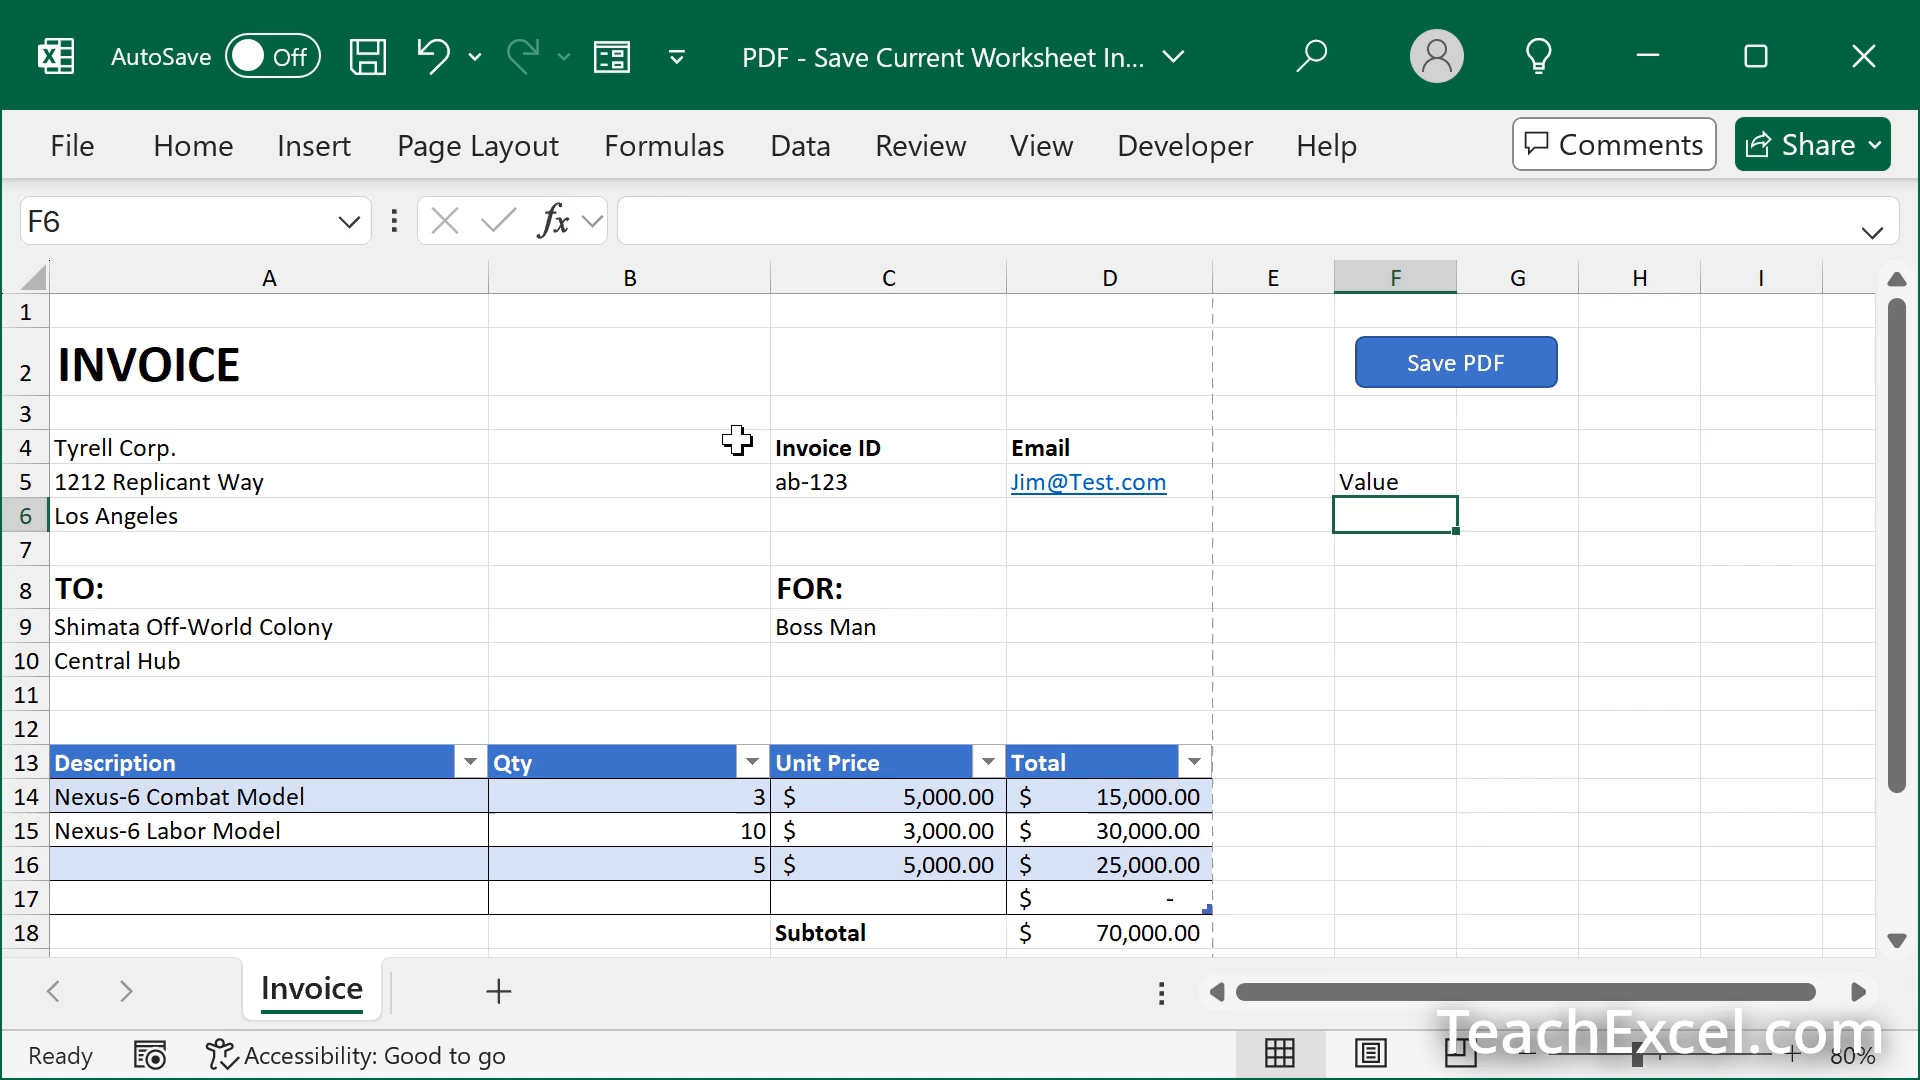 AutoSave Off PDF - Save Current Worksheet In...
File Home Insert Page Layout Formulas Data Review View Developer Help Comments Share
F6 fx
A B C D E F G H I
1
2 INVOICE Save PDF
3
4 Tyrell Corp. Invoice ID Email
5 1212 Replicant Way ab-123 Jim@Test.com Value
6 Los Angeles
7
8 TO: FOR:
9 Shimata Off-World Colony Boss Man
10 Central Hub
11
12
13 Description Qty Unit Price Total
14 Nexus-6 Combat Model 3 $ 5,000.00 $ 15,000.00
15 Nexus-6 Labor Model 10 $ 3,000.00 $ 30,000.00
16 5 $ 5,000.00 $ 25,000.00
17 $ -
18 Subtotal $ 70,000.00
Invoice
TeachExcel.com
Ready Accessibility: Good to go 80%